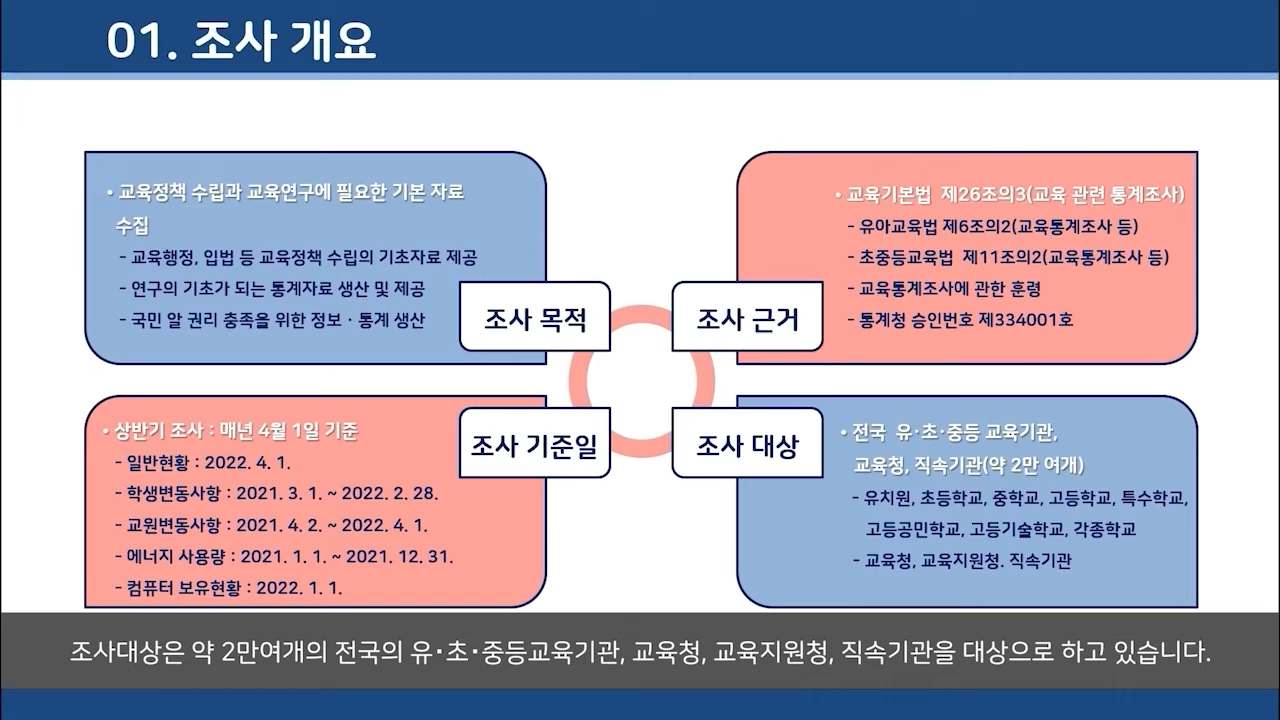 01. 조사 개요
• 교육정책 수립과 교육연구에 필요한 기본 자료
수집
- 교육행정, 입법 등 교육정책 수립의 기초자료 제공
- 연구의 기초가 되는 통계자료 생산 및 제공
- 국민 알 권리 충족을 위한 정보 · 통계 생산
조사 목적
• 교육기본법 제26조의3(교육 관련 통계조사)
- 유아교육법 제6조의2(교육통계조사 등)
- 초중등교육법 제11조의2(교육통계조사 등)
- 교육통계조사에 관한 훈령
- 통계청 승인번호 제334001호
조사 근거
• 상반기 조사 : 매년 4월 1일 기준
- 일반현황 : 2022. 4. 1.
- 학생변동사항 : 2021. 3. 1. ~ 2022. 2. 28.
- 교원변동사항 : 2021. 4. 2. ~ 2022. 4. 1.
- 에너지 사용량 : 2021. 1. 1. ~ 2021. 12. 31.
- 컴퓨터 보유현황 : 2022. 1. 1.
조사 기준일
조사 대상
• 전국 유·초·중등 교육기관,
교육청, 직속기관(약 2만 여개)
- 유치원, 초등학교, 중학교, 고등학교, 특수학교,
고등공민학교, 고등기술학교, 각종학교
- 교육청, 교육지원청. 직속기관
조사대상은 약 2만여개의 전국의 유·초·중등교육기관, 교육청, 교육지원청, 직속기관을 대상으로 하고 있습니다.